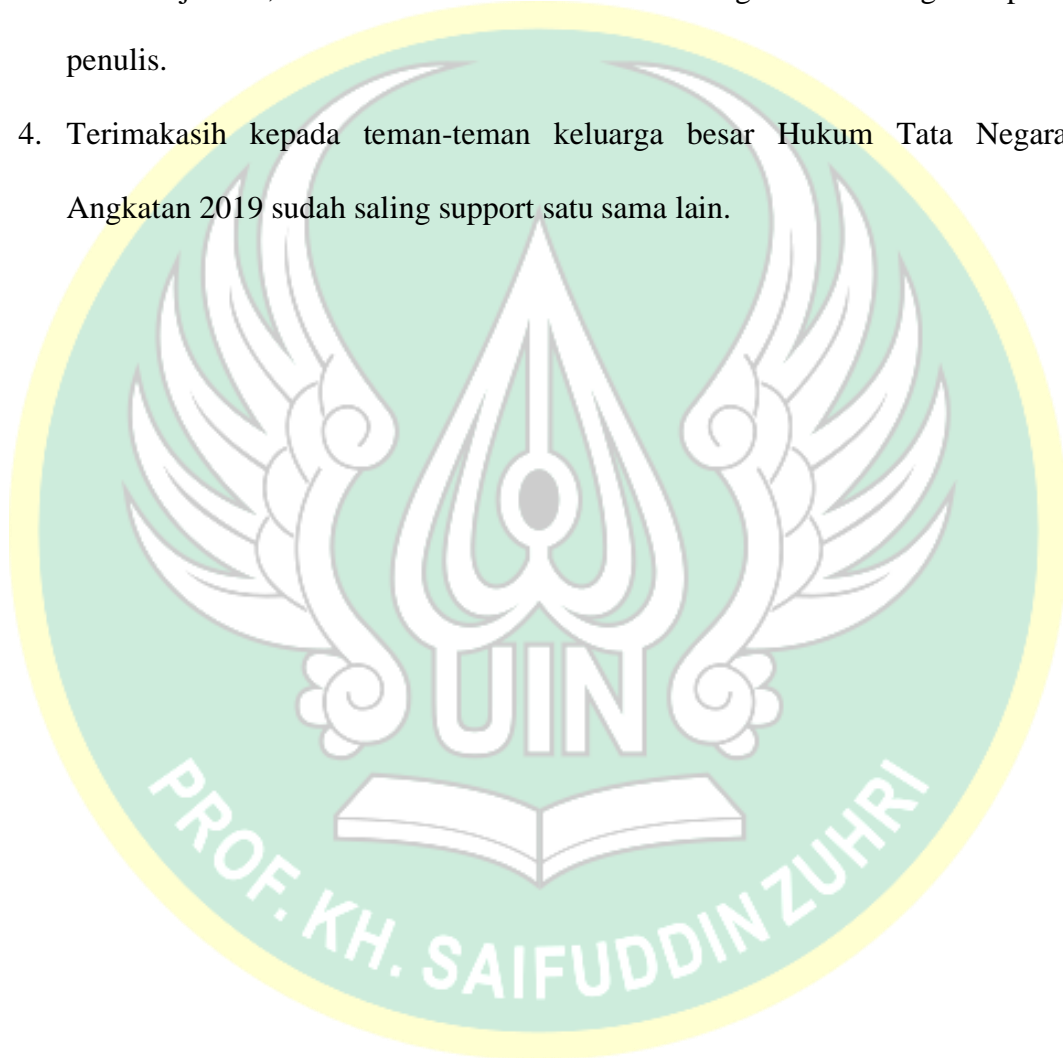 penulis.
4. Terimakasih kepada teman-teman keluarga besar Hukum Tata Negara
Angkatan 2019 sudah saling support satu sama lain.
UIN
PROF. KH. SAIFUDDIN ZUHRI